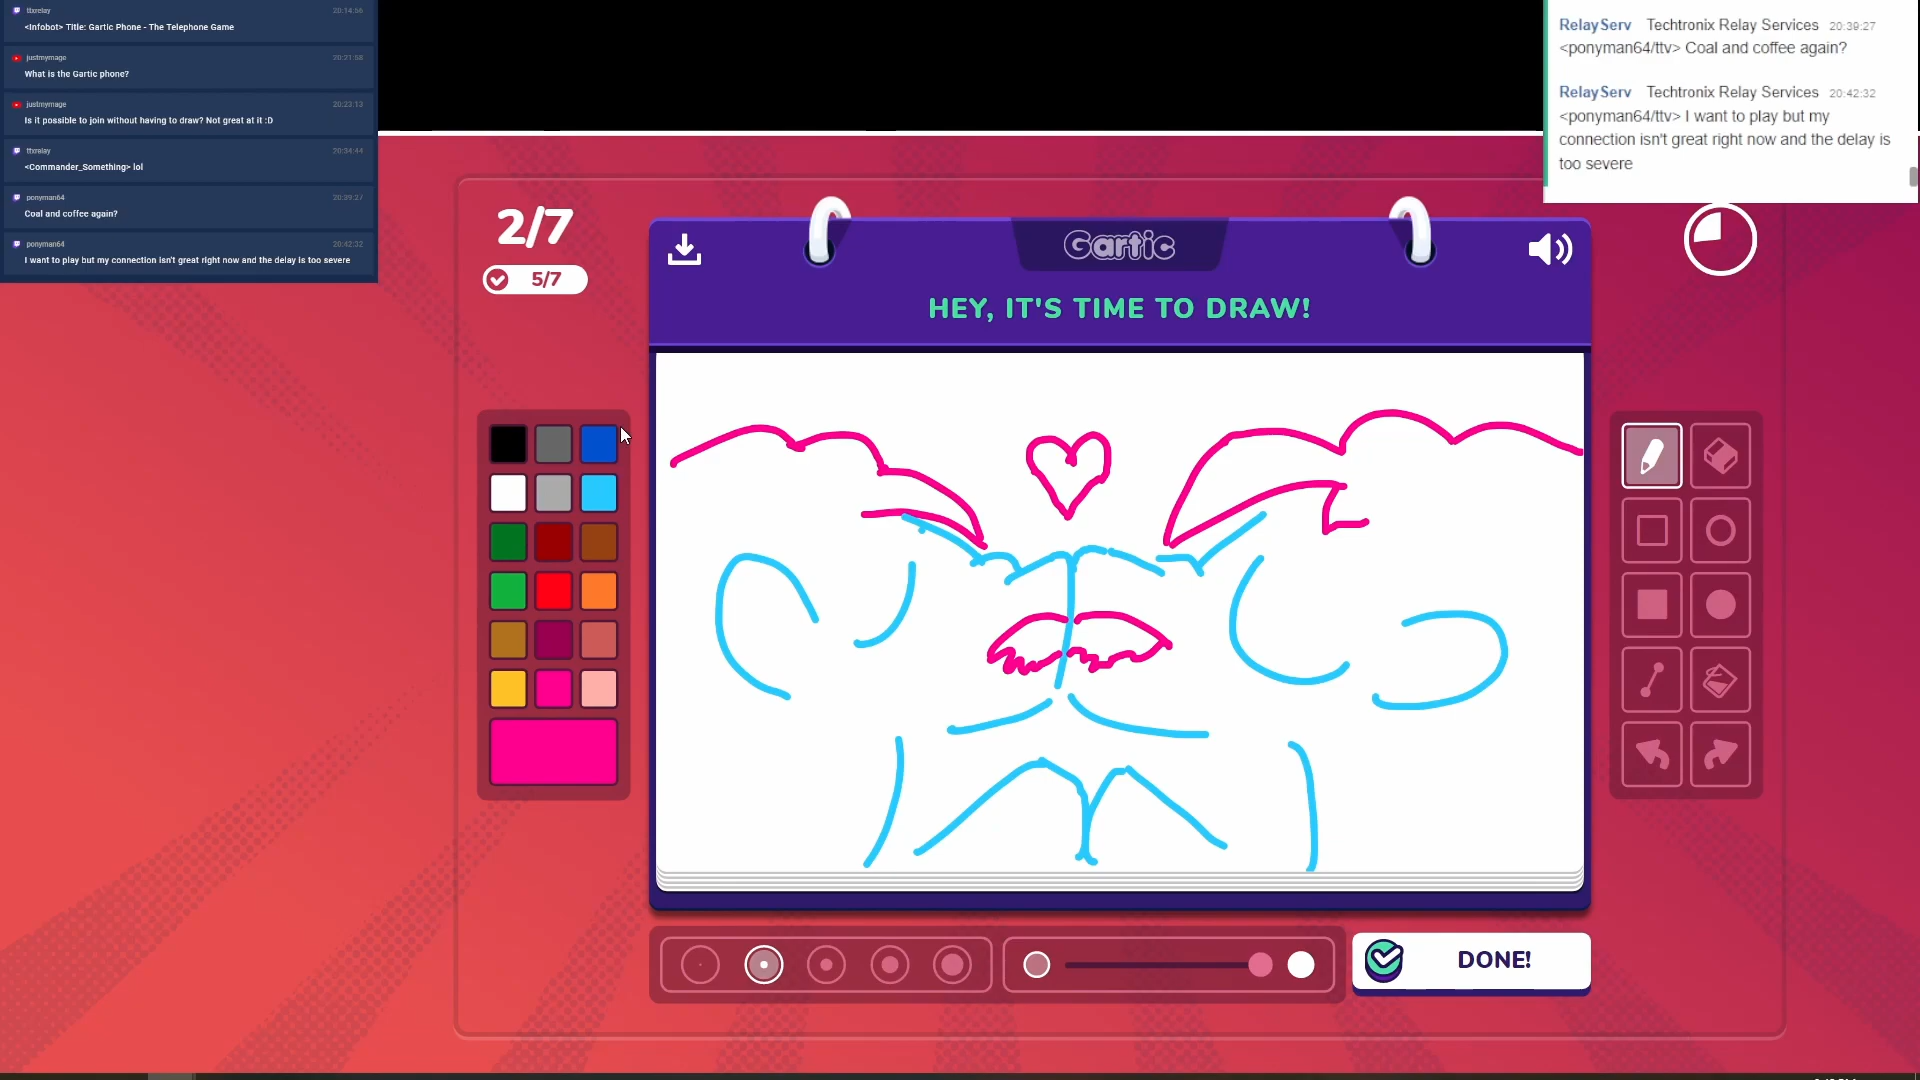 ttxrelay 20:14:56
<Infobot> Title: Gartic Phone - The Telephone Game
justmymage 20:21:58
What is the Gartic phone?
justmymage 20:23:13
Is it possible to join without having to draw? Not great at it :D
ttxrelay 20:34:44
<Commander_Something> lol
ponyman64 20:39:27
Coal and coffee again?
ponyman64 20:42:32
I want to play but my connection isn't great right now and the delay is too severe
RelayServ Techtronix Relay Services 20:39:27
<ponyman64/ttv> Coal and coffee again?
RelayServ Techtronix Relay Services 20:42:32
<ponyman64/ttv> I want to play but my
connection isn't great right now and the delay is
too severe
2/7
5/7
Gartic
HEY, IT'S TIME TO DRAW!
DONE!